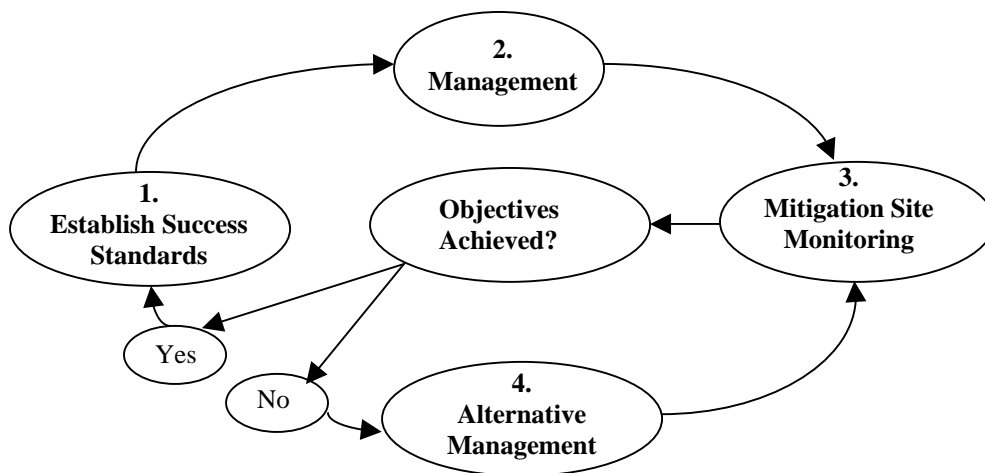 1.
Establish Success
Standards
2.
Management
3.
Mitigation Site
Monitoring
Objectives
Achieved?
Yes
No
4.
Alternative
Management